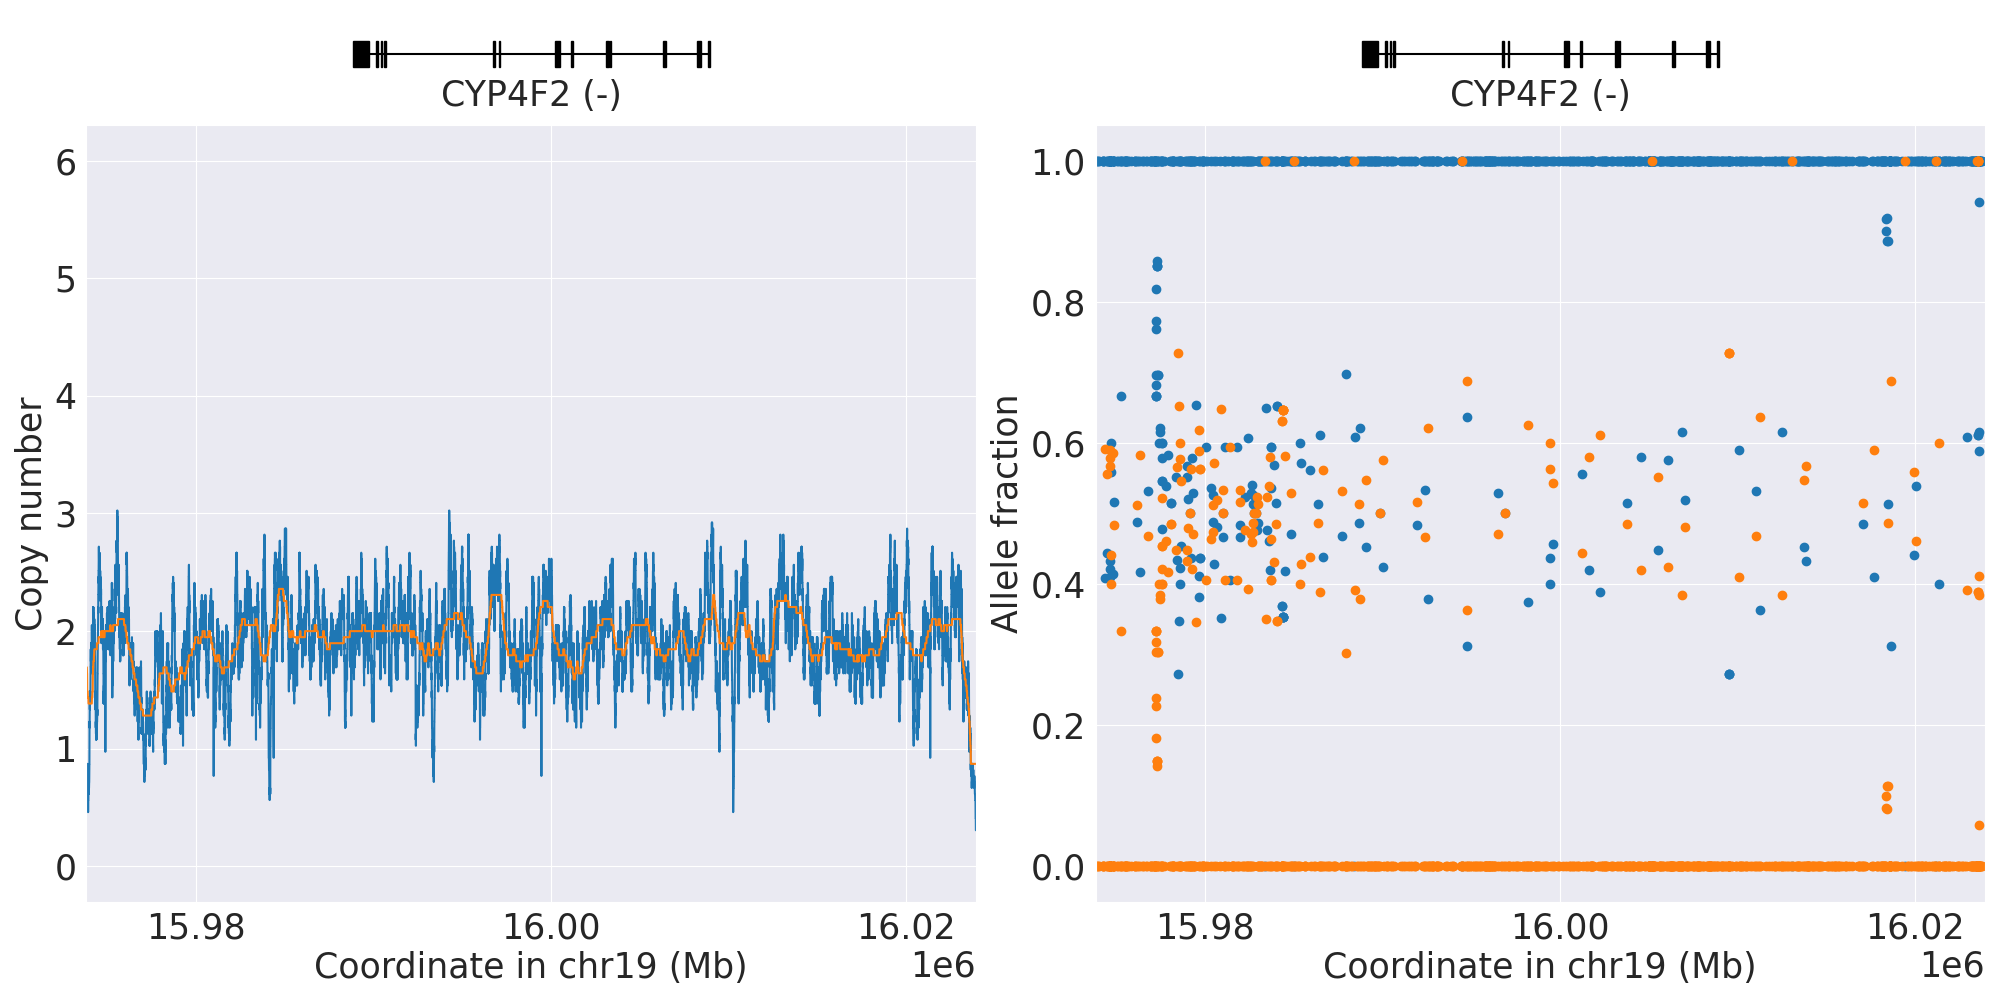 CYP4F2 (-)
Copy number
6
5
4
3
2
1
0
15.98
16.00
16.02
Coordinate in chr19 (Mb)
1e6
CYP4F2 (-)
Allele fraction
1.0
0.8
0.6
0.4
0.2
0.0
15.98
16.00
16.02
Coordinate in chr19 (Mb)
1e6